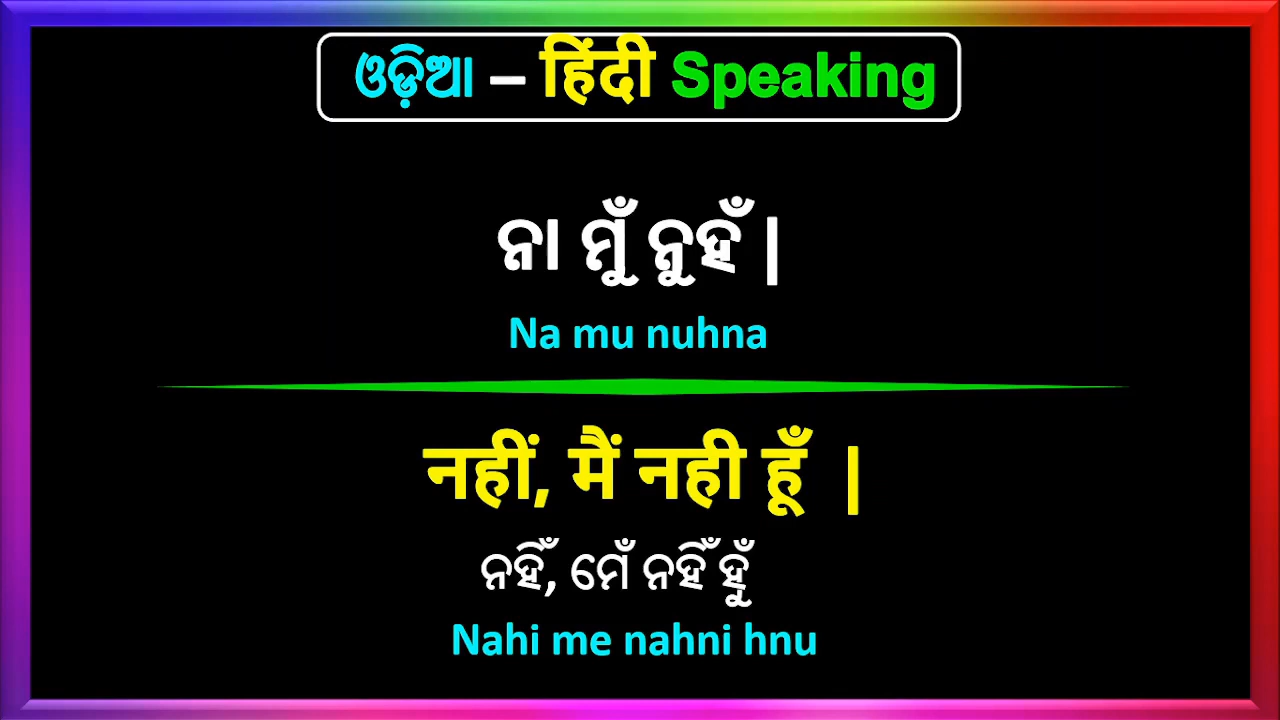 ଓଡ଼ିଆ – हिंदी Speaking
ନା ମୁଁ ନୁହଁ |
Na mu nuhna
नहीं, मैं नही हूँ |
ନହିଁ, ମେଁ ନହିଁ ହୁଁ
Nahi me nahni hnu